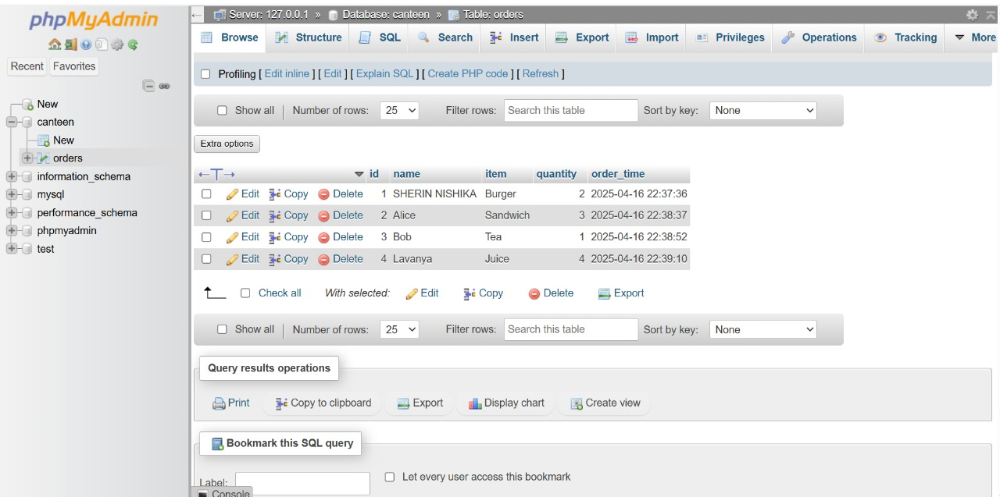 phpMyAdmin
Recent Favorites
New
canteen
New
orders
information_schema
mysql
performance_schema
phpmyadmin
test
Server: 127.0.0.1 » Database: canteen » Table: orders
Browse Structure SQL Search Insert Export Import Privileges Operations Tracking More
Profiling [ Edit inline ] [ Edit ] [ Explain SQL ] [ Create PHP code ] [ Refresh ]
Show all Number of rows: 25 Filter rows: Search this table Sort by key: None
Extra options
←T→ id name item quantity order_time
Edit Copy Delete 1 SHERIN NISHIKA Burger 2 2025-04-16 22:37:36
Edit Copy Delete 2 Alice Sandwich 3 2025-04-16 22:38:37
Edit Copy Delete 3 Bob Tea 1 2025-04-16 22:38:52
Edit Copy Delete 4 Lavanya Juice 4 2025-04-16 22:39:10
Check all With selected: Edit Copy Delete Export
Show all Number of rows: 25 Filter rows: Search this table Sort by key: None
Query results operations
Print Copy to clipboard Export Display chart Create view
Bookmark this SQL query
Label: Let every user access this bookmark
Console